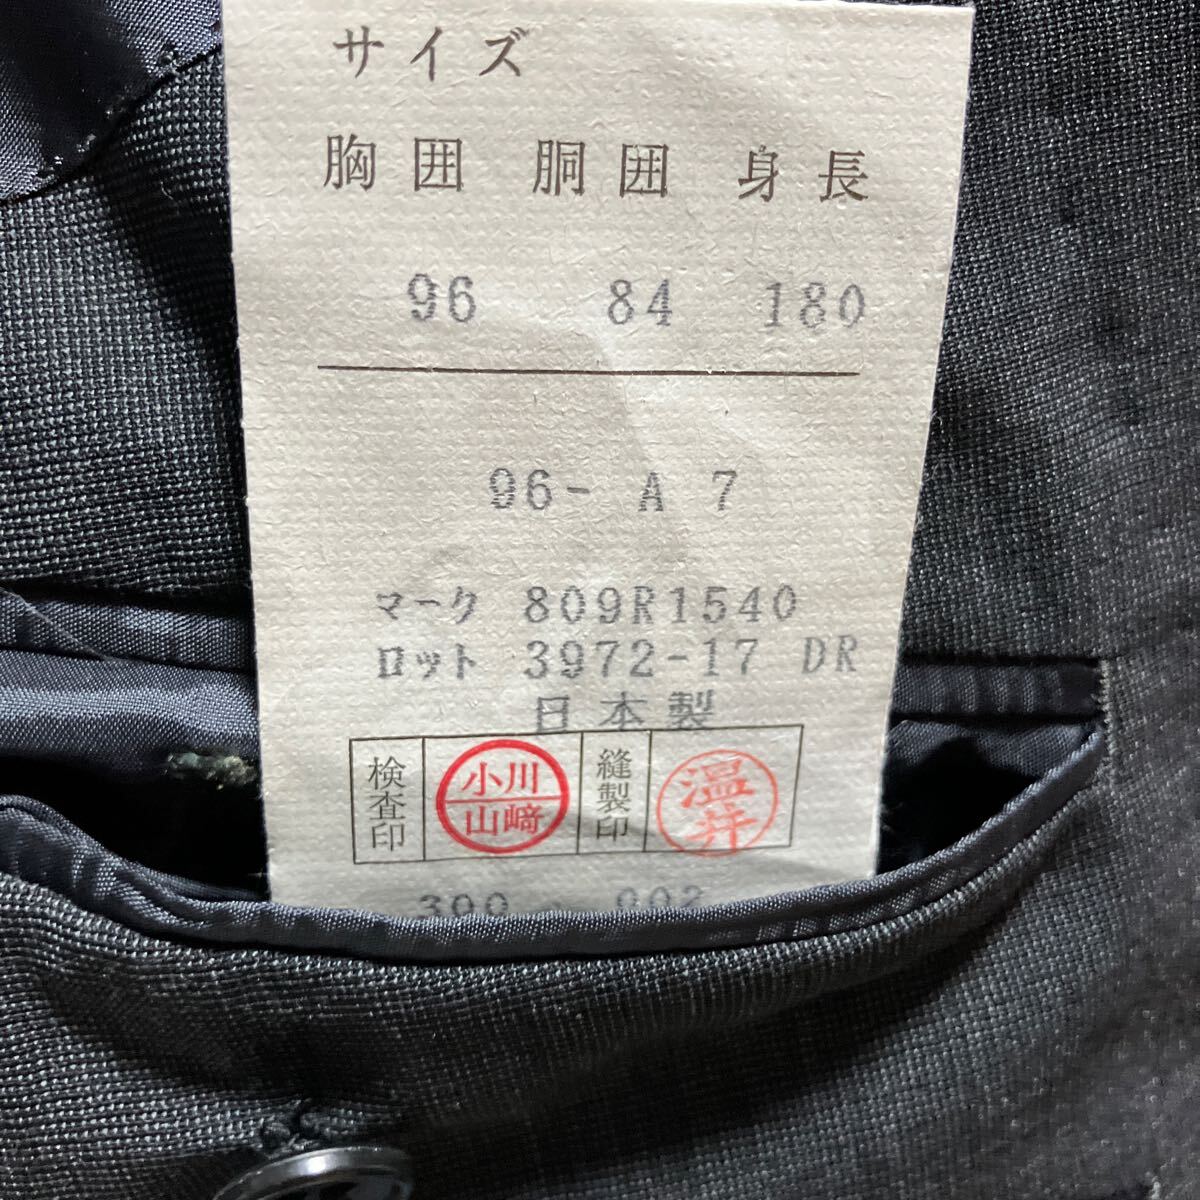 サイズ
胸囲 胴囲 身長
96 84 180
96- A 7
マーク 809R1540
ロット 3972-17 DR
日本製
検査印 小川 山﨑 縫製印 温井